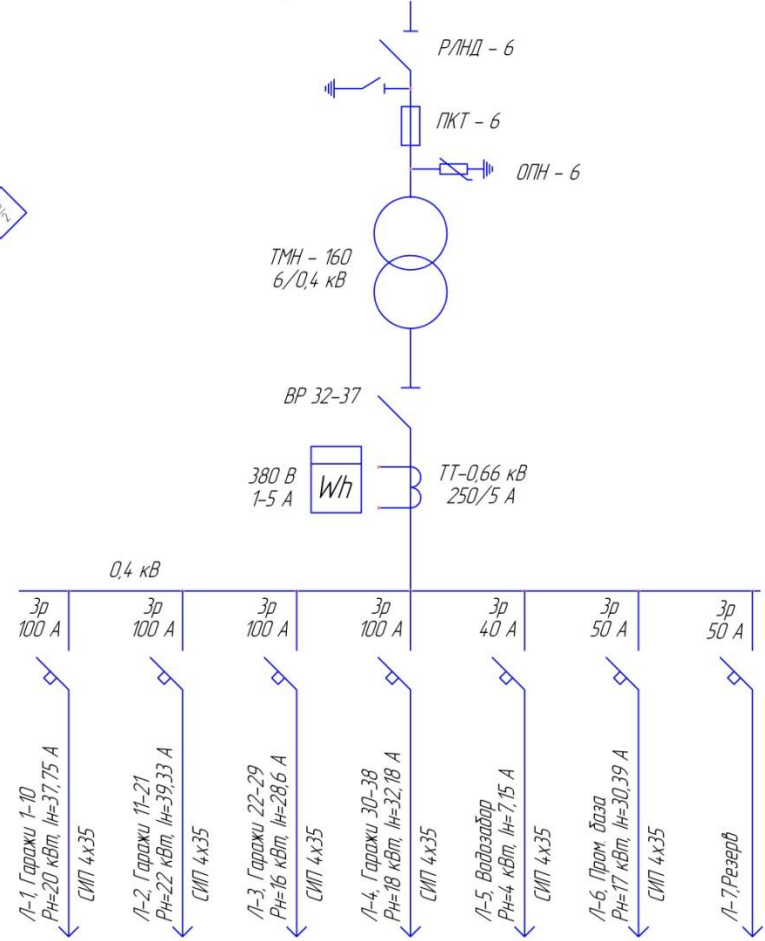 РЛНД - 6
ПКТ - 6
ОПН - 6
ТМН - 160
6/0,4 кВ
ВР 32-37
380 В
1-5 А
Wh
ТТ-0,66 кВ
250/5 А
0,4 кВ
3р
100 А
3р
100 А
3р
100 А
3р
100 А
3р
40 А
3р
50 А
3р
50 А
Л-1, Гаражи 1-10
Рн=20 кВт, Iн=37,75 А
СИП 4х35
Л-2, Гаражи 11-21
Рн=22 кВт, Iн=39,33 А
СИП 4х35
Л-3, Гаражи 22-29
Рн=16 кВт, Iн=28,6 А
СИП 4х35
Л-4, Гаражи 30-38
Рн=18 кВт, Iн=32,18 А
СИП 4х35
Л-5, Водозабор
Рн=4 кВт, Iн=7,15 А
СИП 4х35
Л-6, Пром. база
Рн=17 кВт, Iн=30,39 А
СИП 4х35
Л-7,Резерв